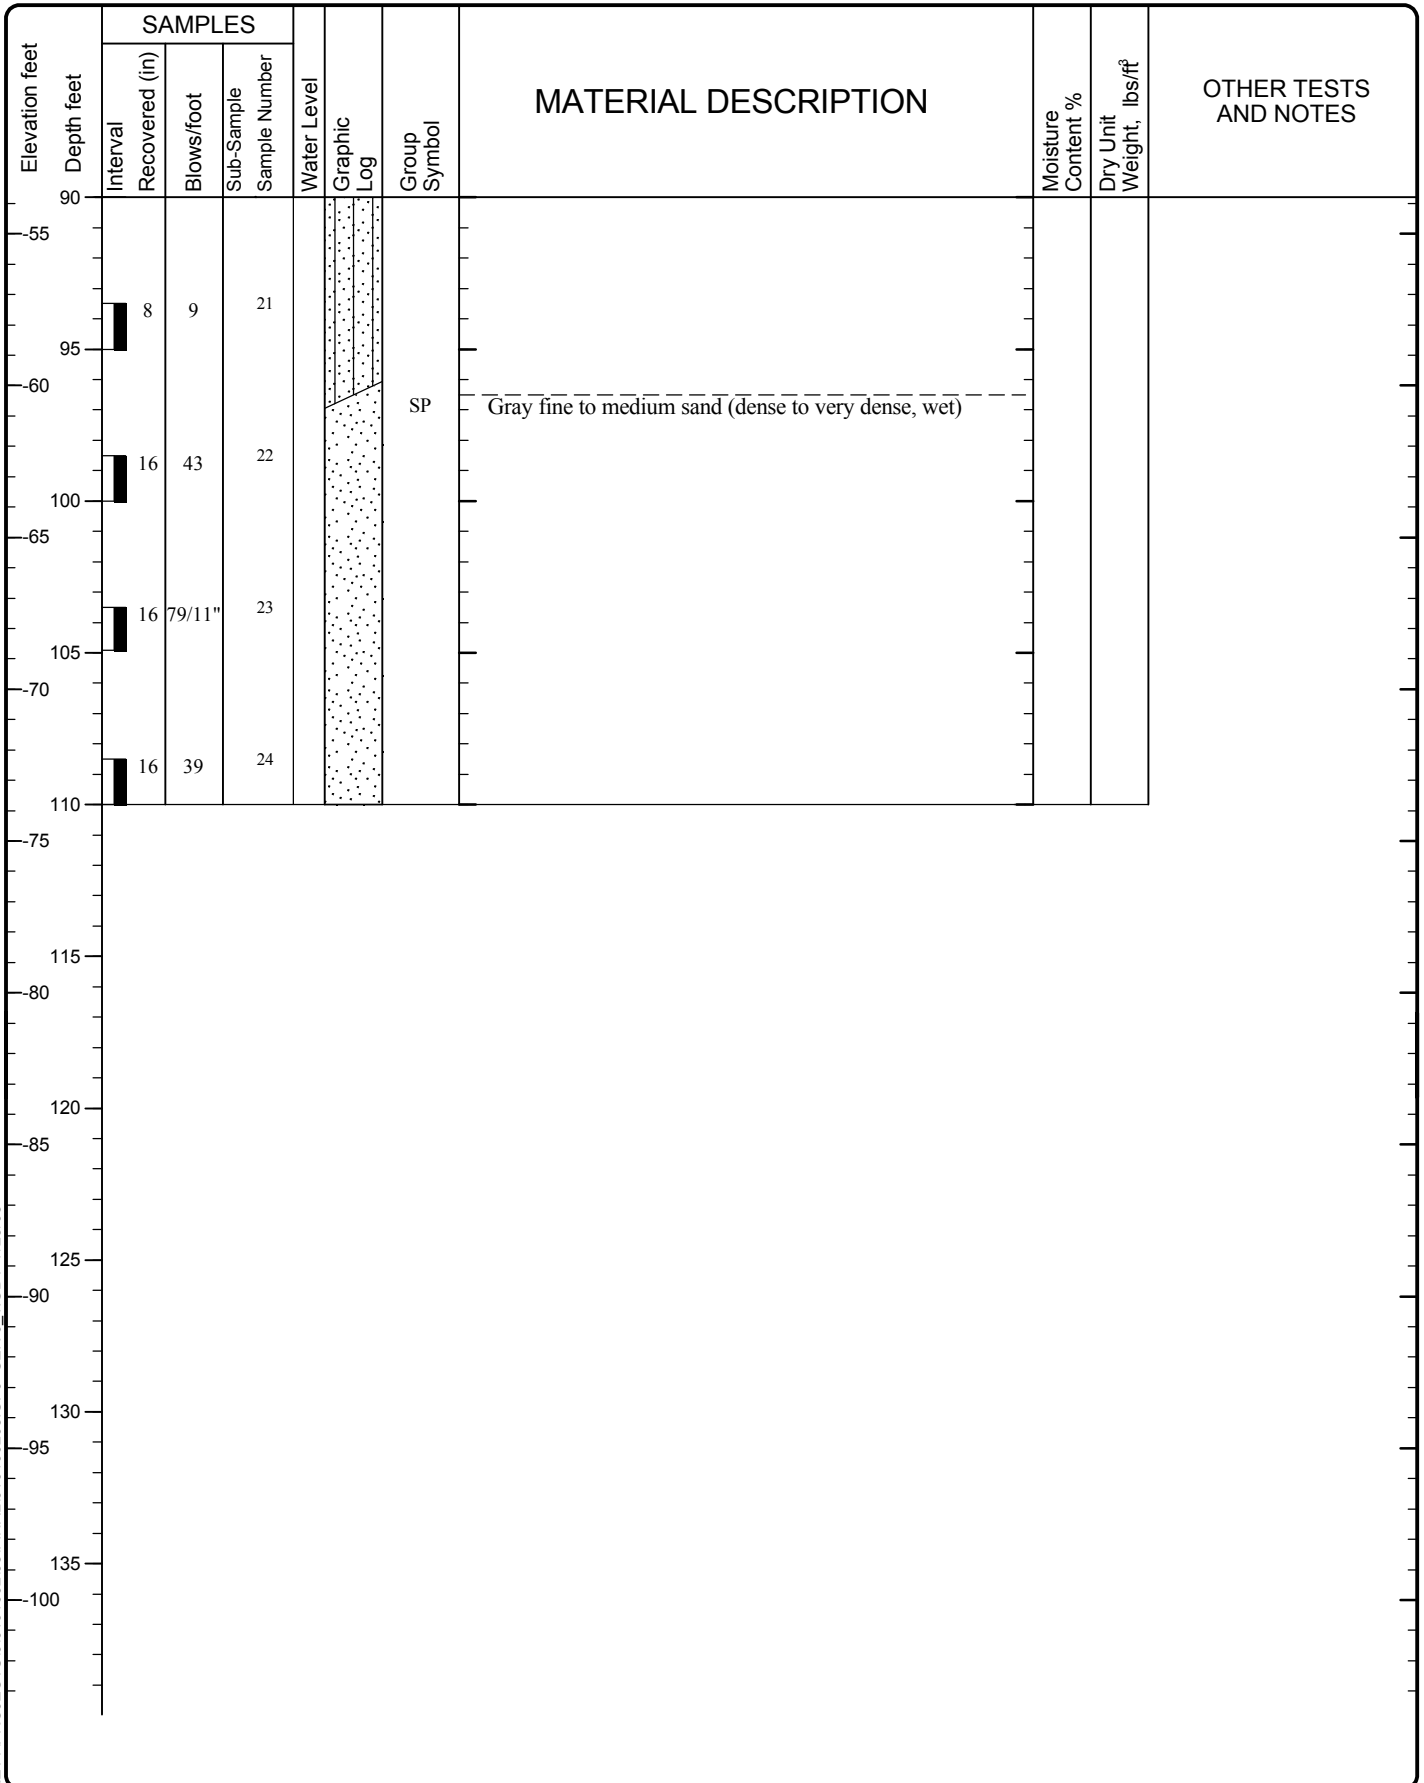 SAMPLES
Elevation feet
Depth feet
Interval
Recovered (in)
Blows/foot
Sub-Sample
Sample Number
Water Level
Graphic
Log
Group
Symbol
MATERIAL DESCRIPTION
Moisture
Content %
Dry Unit
Weight, lbs/ft³
OTHER TESTS
AND NOTES
90
-55
8 9 21
95
-60
SP Gray fine to medium sand (dense to very dense, wet)
16 43 22
100
-65
16 79/11" 23
105
-70
16 39 24
110
-75
115
-80
120
-85
125
-90
130
-95
135
-100